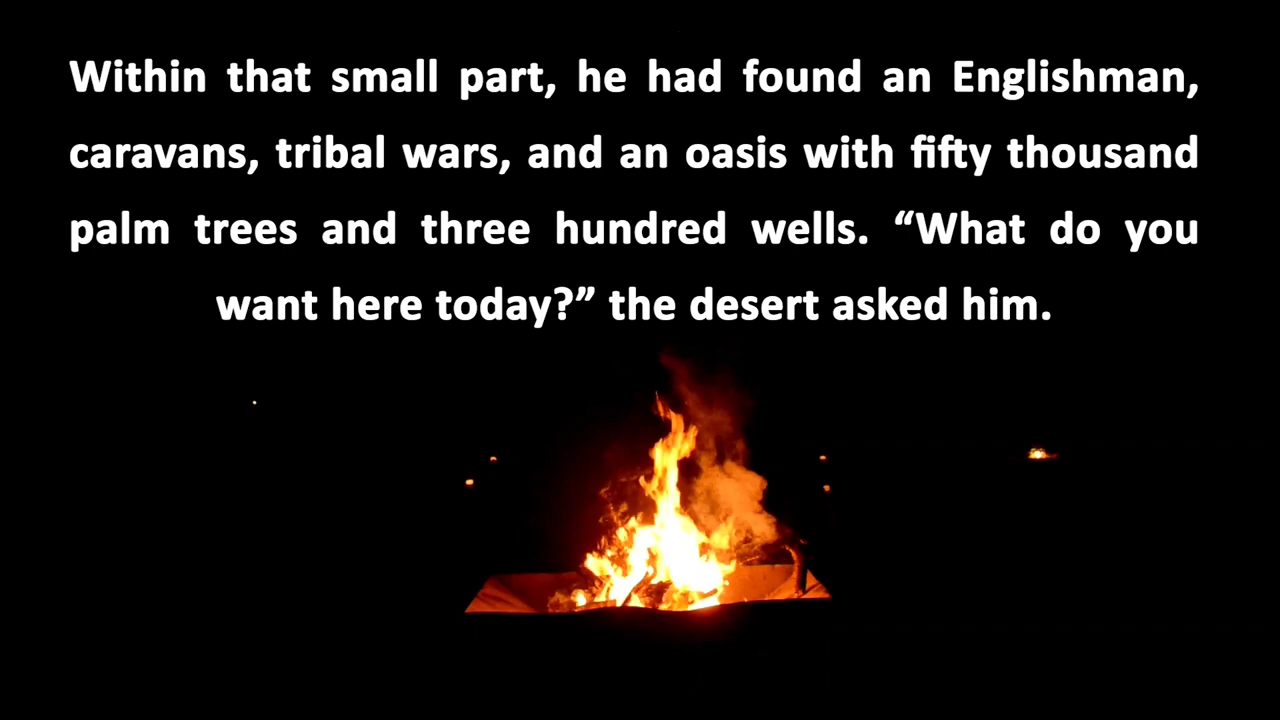 Within that small part, he had found an Englishman,
caravans, tribal wars, and an oasis with fifty thousand
palm trees and three hundred wells. “What do you
want here today?” the desert asked him.